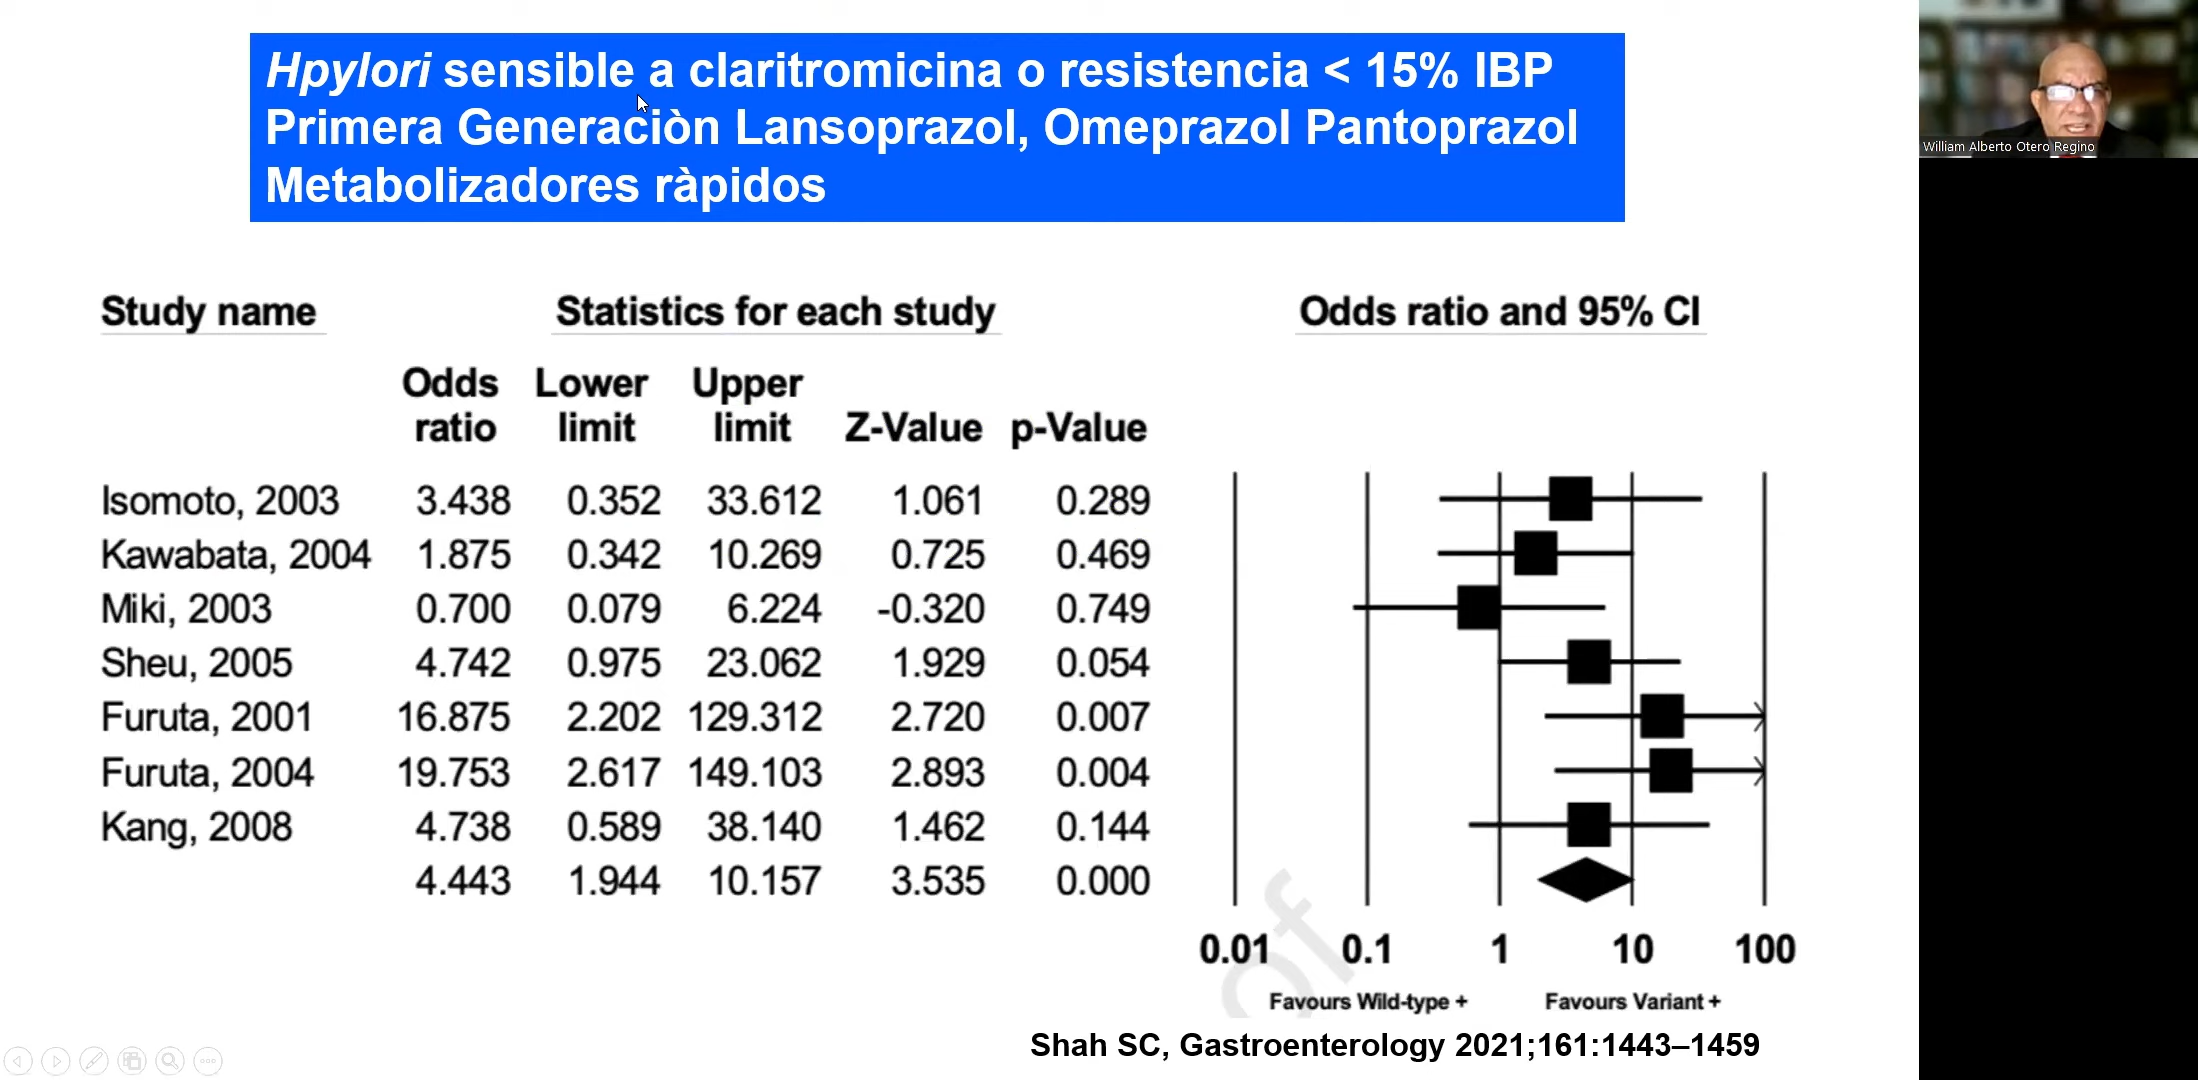 Hpylori sensible a claritromicina o resistencia < 15% IBP
Primera Generaciòn Lansoprazol, Omeprazol Pantoprazol
Metabolizadores ràpidos
William Alberto Otero Regino
Study name Statistics for each study Odds ratio and 95% CI
Odds Lower Upper
ratio limit limit Z-Value p-Value
Isomoto, 2003 3.438 0.352 33.612 1.061 0.289
Kawabata, 2004 1.875 0.342 10.269 0.725 0.469
Miki, 2003 0.700 0.079 6.224 -0.320 0.749
Sheu, 2005 4.742 0.975 23.062 1.929 0.054
Furuta, 2001 16.875 2.202 129.312 2.720 0.007
Furuta, 2004 19.753 2.617 149.103 2.893 0.004
Kang, 2008 4.738 0.589 38.140 1.462 0.144
4.443 1.944 10.157 3.535 0.000
0.01 0.1 1 10 100
Favours Wild-type + Favours Variant +
of
Shah SC, Gastroenterology 2021;161:1443–1459